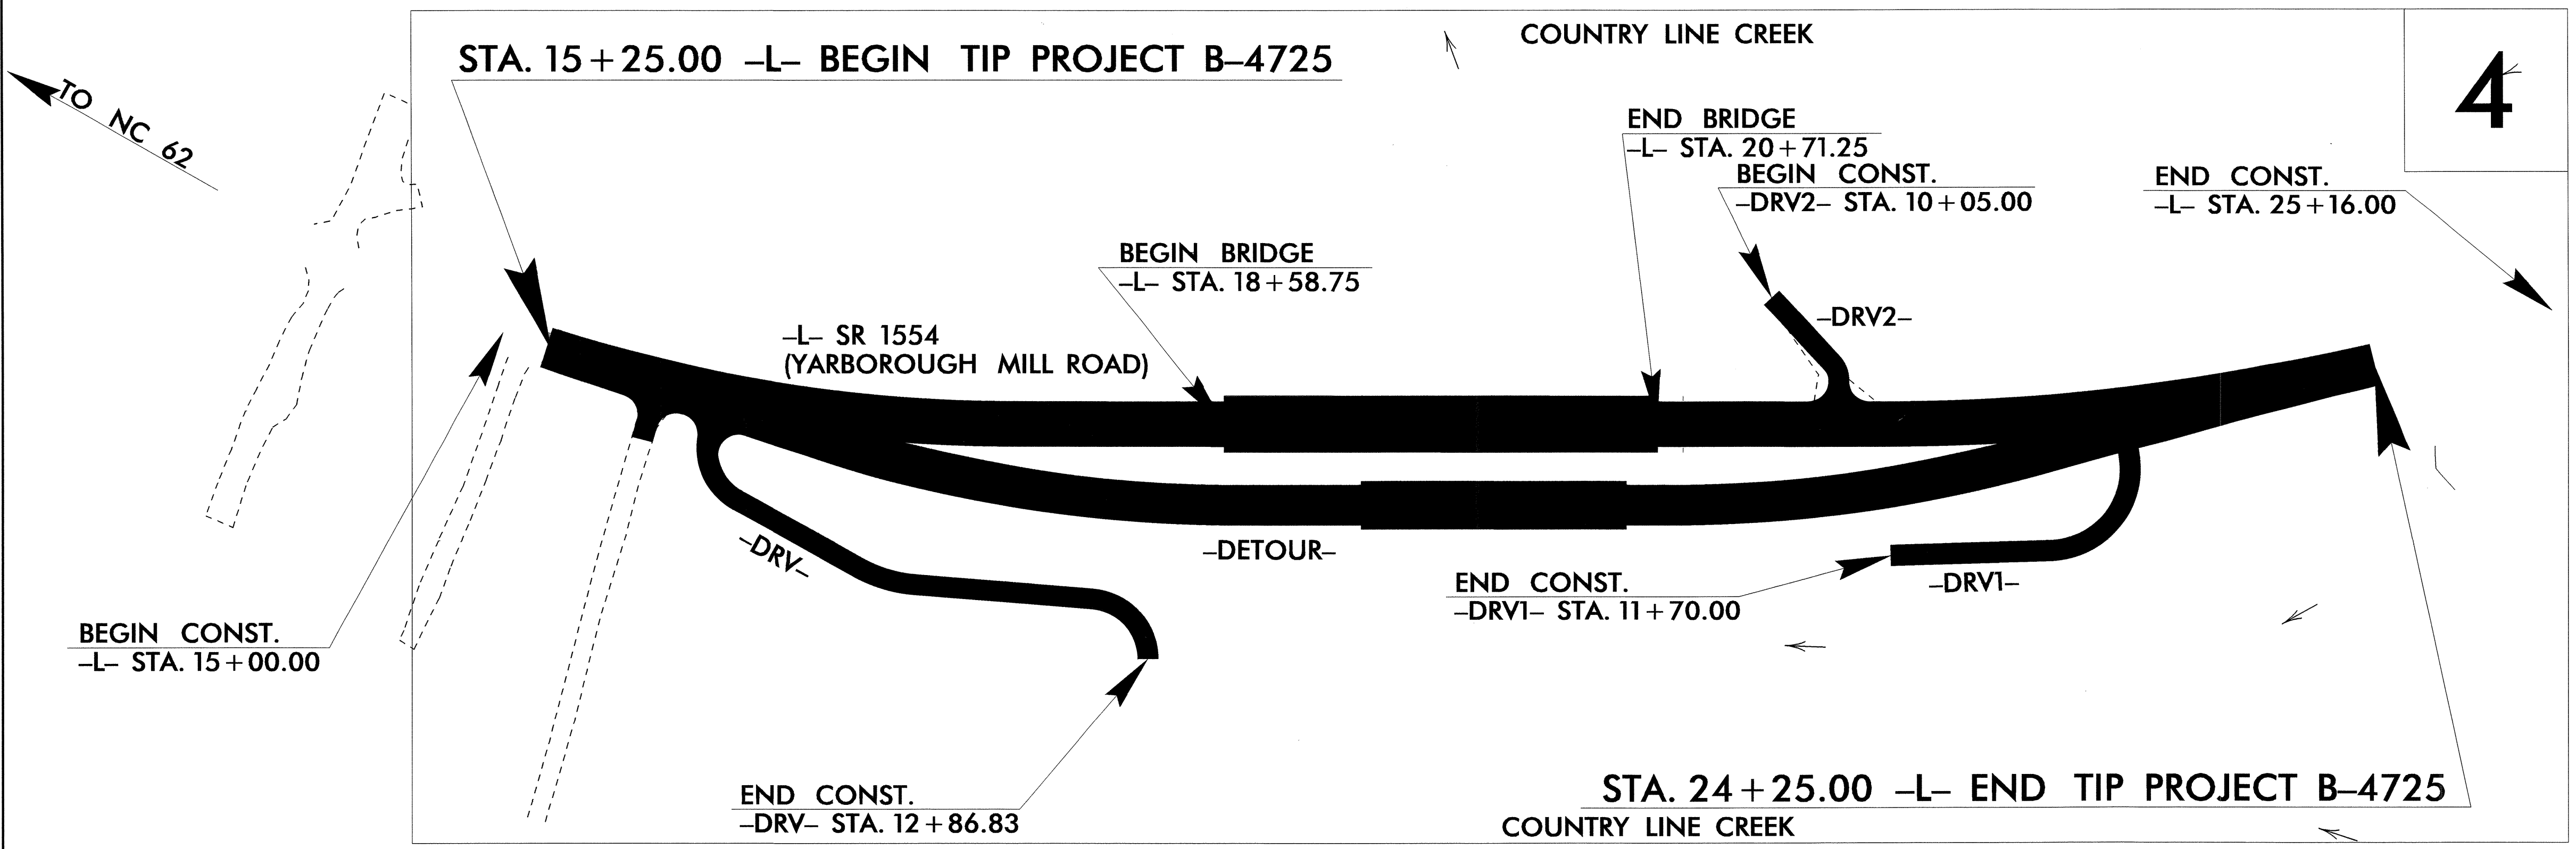 COUNTRY LINE CREEK
STA. 15+25.00 –L– BEGIN TIP PROJECT B–4725
4
TO NC 62
END BRIDGE
–L– STA. 20+71.25
BEGIN CONST.
–DRV2– STA. 10+05.00
END CONST.
–L– STA. 25+16.00
BEGIN BRIDGE
–L– STA. 18+58.75
–DRV2–
–L– SR 1554
(YARBOROUGH MILL ROAD)
–DRV–
–DETOUR–
END CONST.
–DRV1– STA. 11+70.00
–DRV1–
BEGIN CONST.
–L– STA. 15+00.00
END CONST.
–DRV– STA. 12+86.83
STA. 24+25.00 –L– END TIP PROJECT B–4725
COUNTRY LINE CREEK